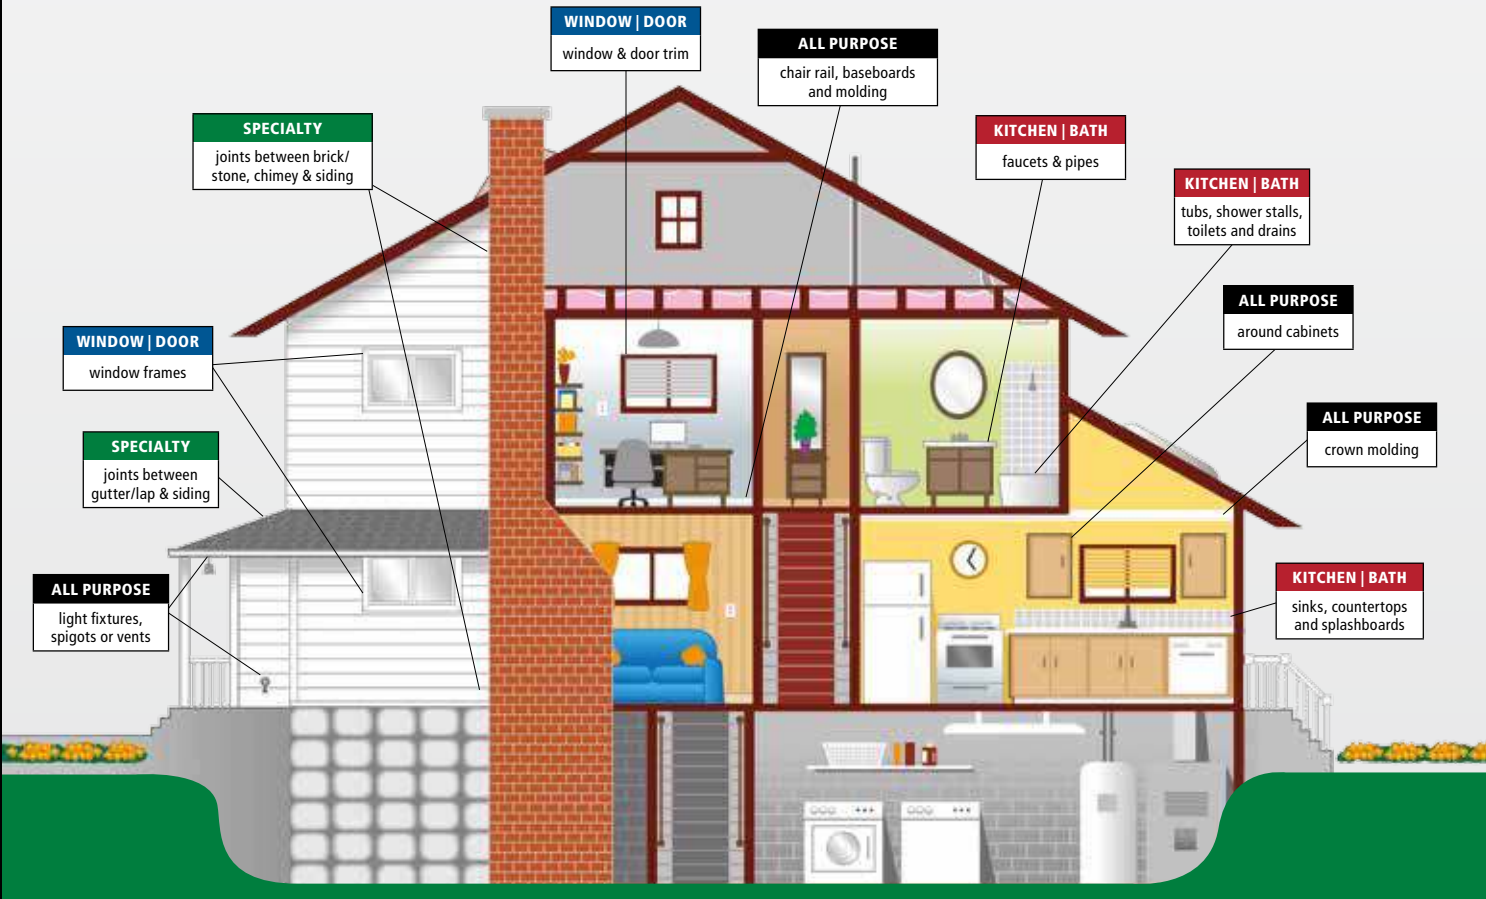 WINDOW | DOOR
window & door trim
ALL PURPOSE
chair rail, baseboards
and molding
SPECIALTY
joints between brick/
stone, chimey & siding
KITCHEN | BATH
faucets & pipes
KITCHEN | BATH
tubs, shower stalls,
toilets and drains
ALL PURPOSE
around cabinets
WINDOW | DOOR
window frames
ALL PURPOSE
crown molding
SPECIALTY
joints between
gutter/lap & siding
KITCHEN | BATH
sinks, countertops
and splashboards
ALL PURPOSE
light fixtures,
spigots or vents